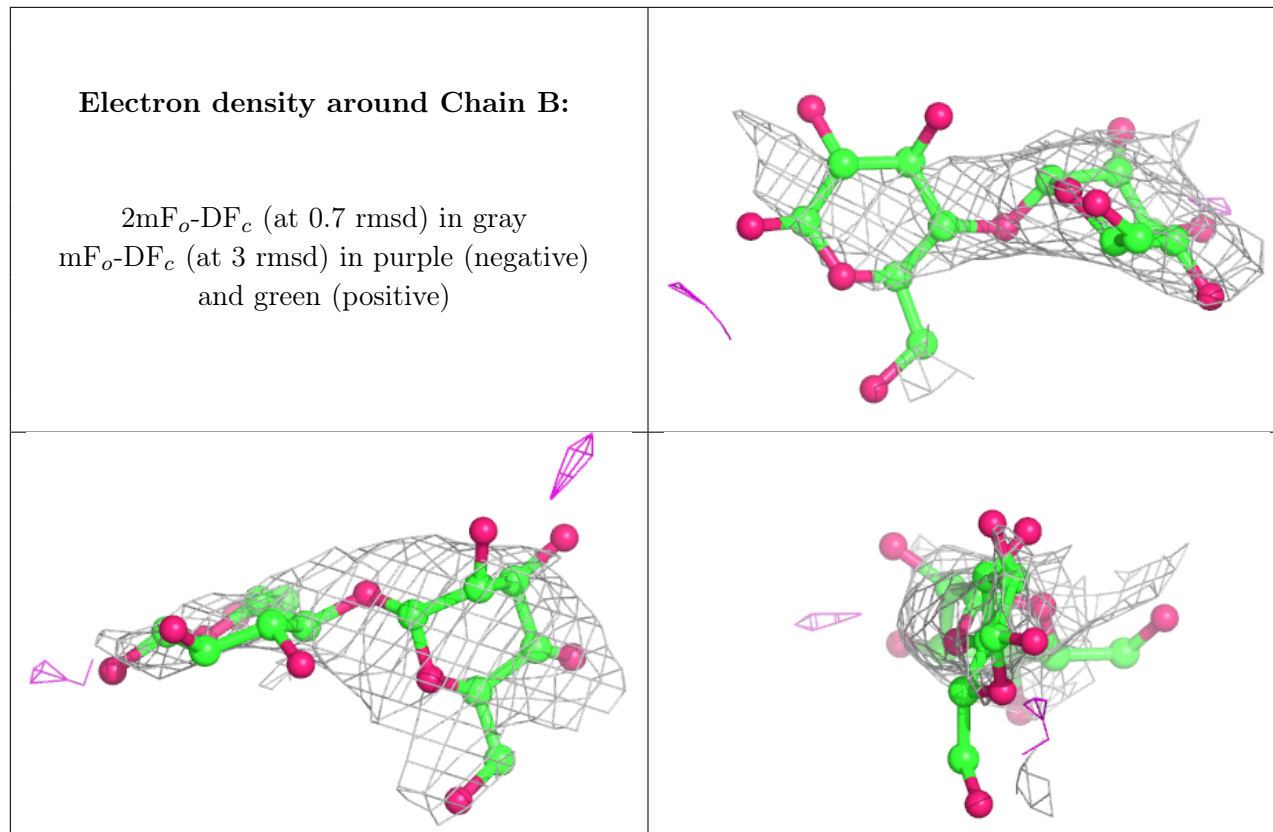 Electron density around Chain B:
2mFo-DFc (at 0.7 rmsd) in gray
mFo-DFc (at 3 rmsd) in purple (negative)
and green (positive)